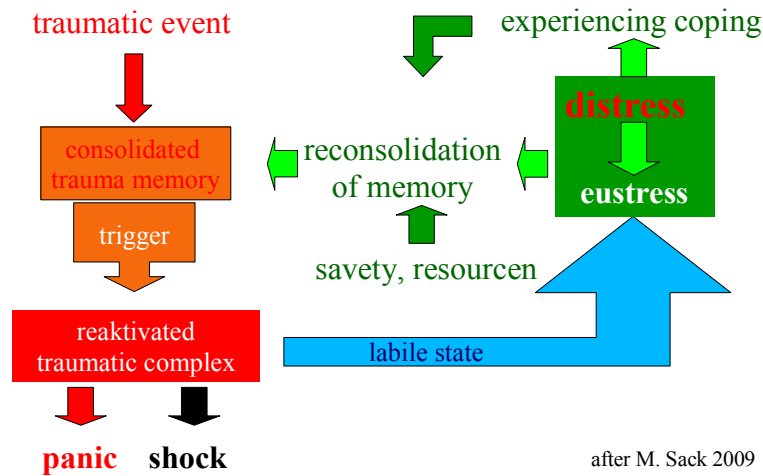 traumatic event
experiencing coping
distress
consolidated
trauma memory
reconsolidation
of memory
eustress
trigger
savety, resourcen
reaktivated
traumatic complex
labile state
panic
shock
after M. Sack 2009